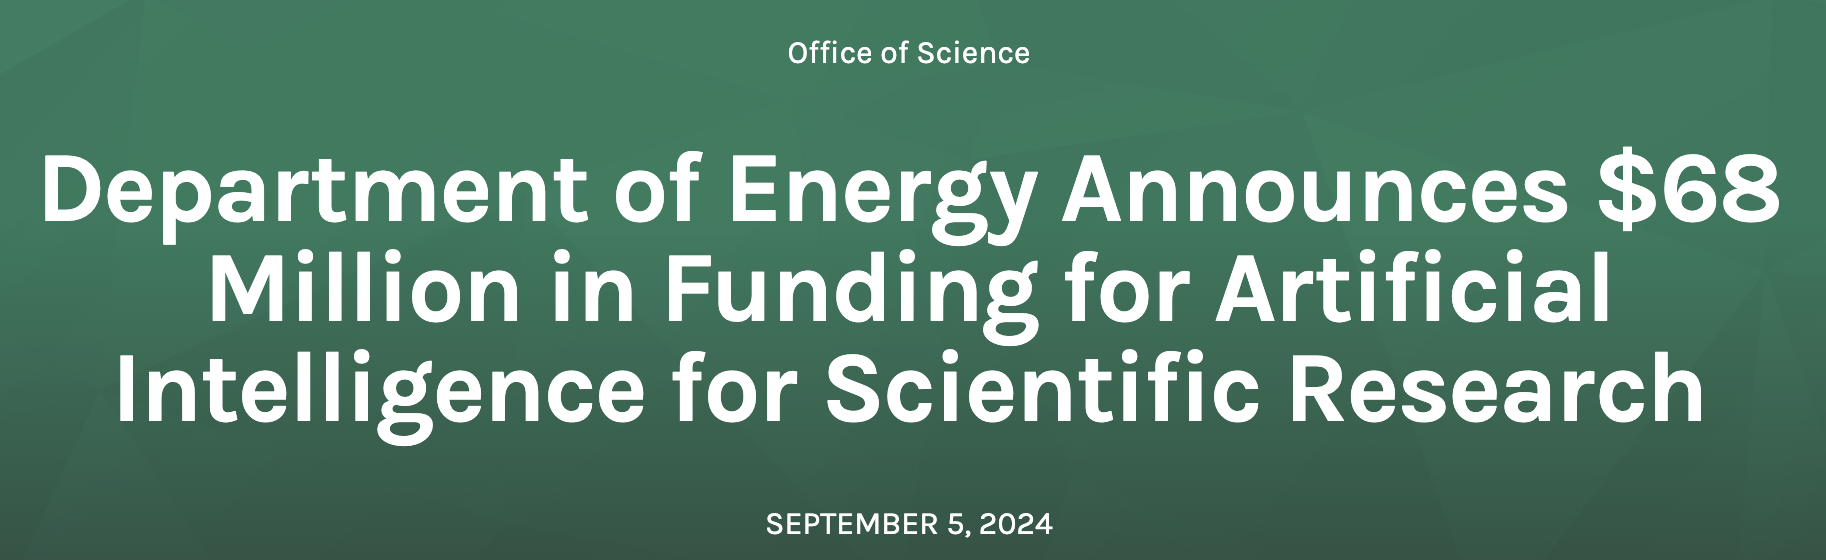 Office of Science
Department of Energy Announces $68
Million in Funding for Artificial
Intelligence for Scientific Research
SEPTEMBER 5, 2024